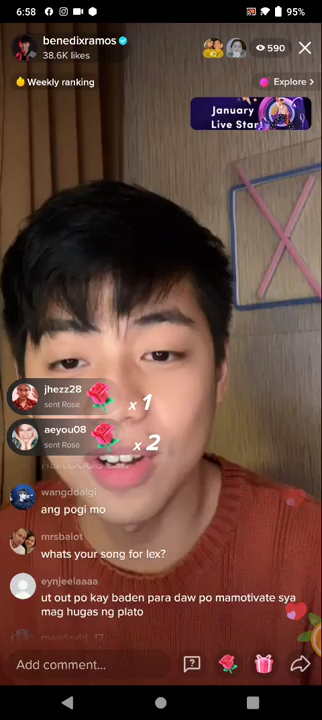 6:58
95%
benedixramos
38.6K likes
590
Weekly ranking
Explore >
January
Live Star
jhezz28
sent Rose
x 1
aeyou08
sent Rose
x 2
wangddalgi
ang pogi mo
mrsbalot
whats your song for lex?
eynjeelaaaa
ut out po kay baden para daw po mamotivate sya
mag hugas ng plato
Add comment...